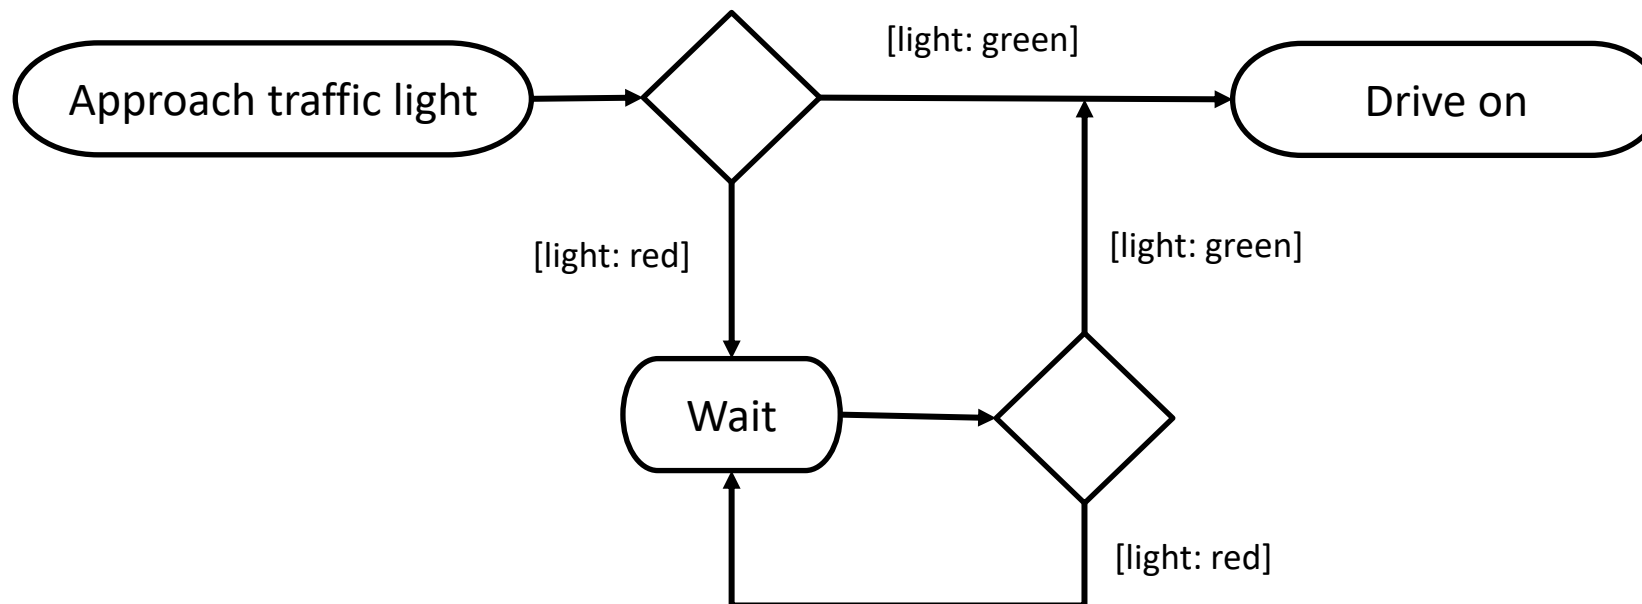 [light: green]
Approach traffic light
Drive on
[light: red]
[light: green]
Wait
[light: red]